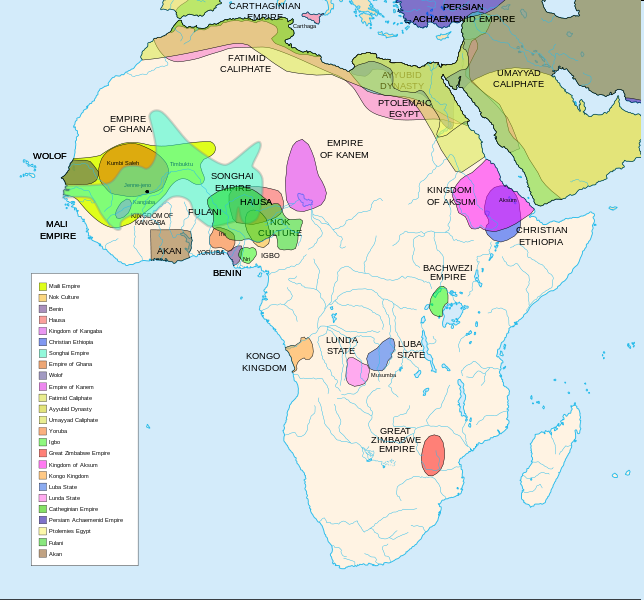 CARTHAGINIAN
EMPIRE
Carthage
PERSIAN
ACHAEMENID EMPIRE
FATIMID
CALIPHATE
AYYUBID
DYNASTY
UMAYYAD
CALIPHATE
PTOLEMAIC
EGYPT
EMPIRE
OF GHANA
EMPIRE
OF KANEM
WOLOF
Kumbi Saleh
Timbuktu
SONGHAI
EMPIRE
Jenne-jeno
KINGDOM
OF AKSUM
Aksum
Kangaba
HAUSA
FULANI
KINGDOM OF
KANGABA
NOK
CULTURE
MALI
EMPIRE
CHRISTIAN
ETHIOPIA
Ife
AKAN
YORUBA
IGBO
Nri
BENIN
BACHWEZI
EMPIRE
LUNDA
STATE
LUBA
STATE
KONGO
KINGDOM
Musumba
GREAT
ZIMBABWE
EMPIRE
Mali Empire
Nok Culture
Benin
Hausa
Kingdom of Kangaba
Christian Ethiopia
Songhai Empire
Empire of Ghana
Wolof
Empire of Kanem
Fatimid Caliphate
Ayyubid Dynasty
Umayyad Caliphate
Yoruba
Igbo
Great Zimbabwe Empire
Kingdom of Aksum
Kongo Kingdom
Luba State
Lunda State
Catheginian Empire
Persiam Achaemenid Empire
Ptolemies Egypt
Fulani
Akan